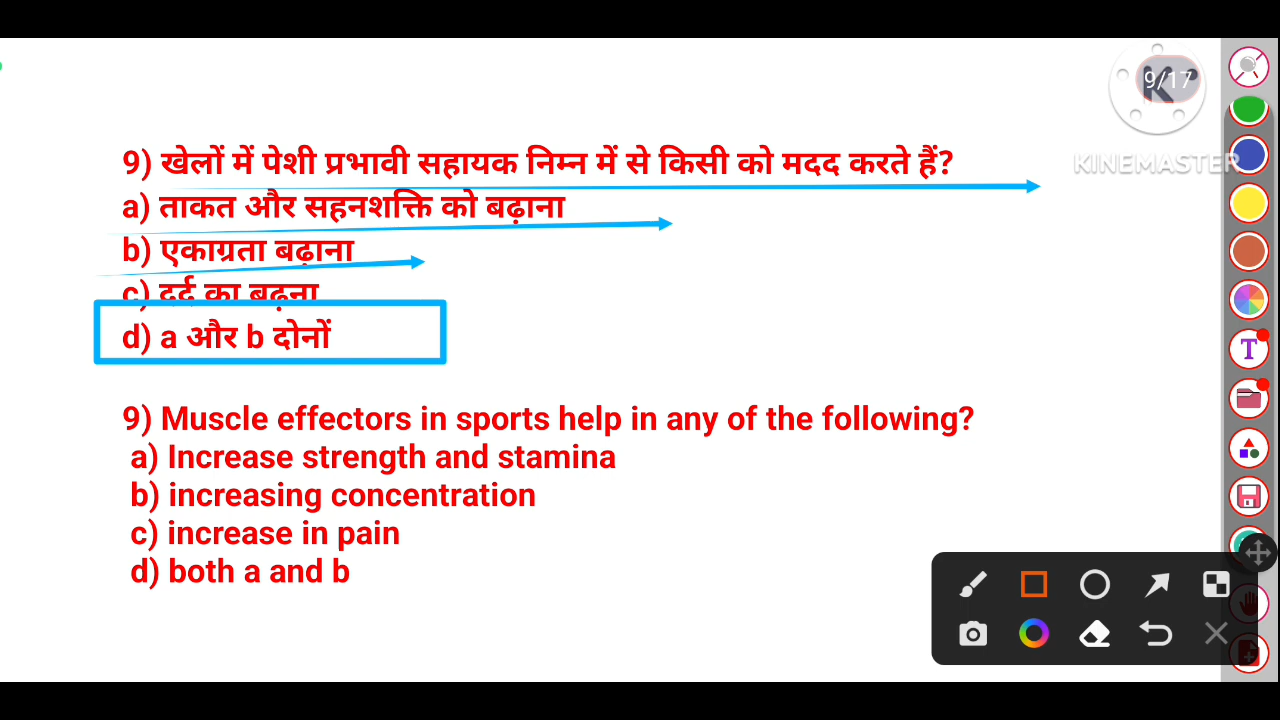 9/17
KINEMASTER
9) खेलों में पेशी प्रभावी सहायक निम्न में से किसी को मदद करते हैं?
a) ताकत और सहनशक्ति को बढ़ाना
b) एकाग्रता बढ़ाना
c) दर्द का बढ़ना
d) a और b दोनों
9) Muscle effectors in sports help in any of the following?
a) Increase strength and stamina
b) increasing concentration
c) increase in pain
d) both a and b